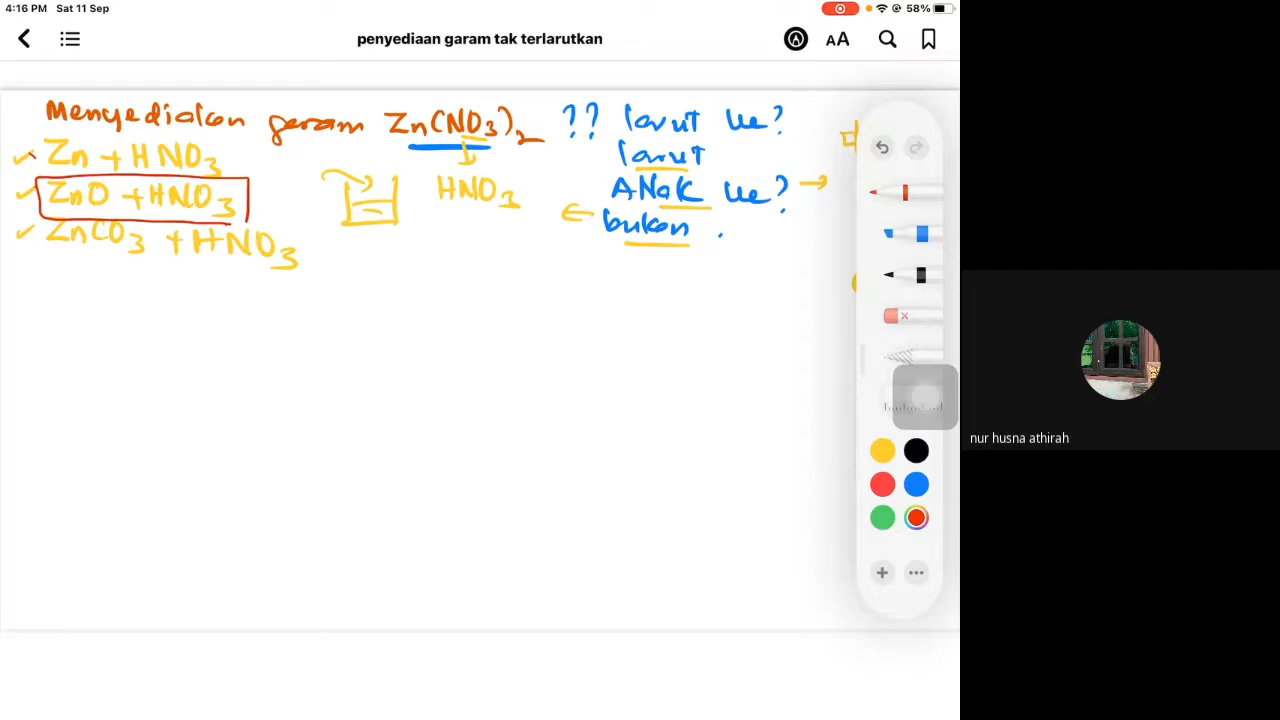 4:16 PM Sat 11 Sep
58%
penyediaan garam tak terlarutkan
AA
Menyediakan garam Zn(NO3)2 ?? larut ke?
Zn + HNO3
larut
ZnO + HNO3
HNO3
ANaK ke? →
ZnCO3 + HNO3
← bukan.
nur husna athirah